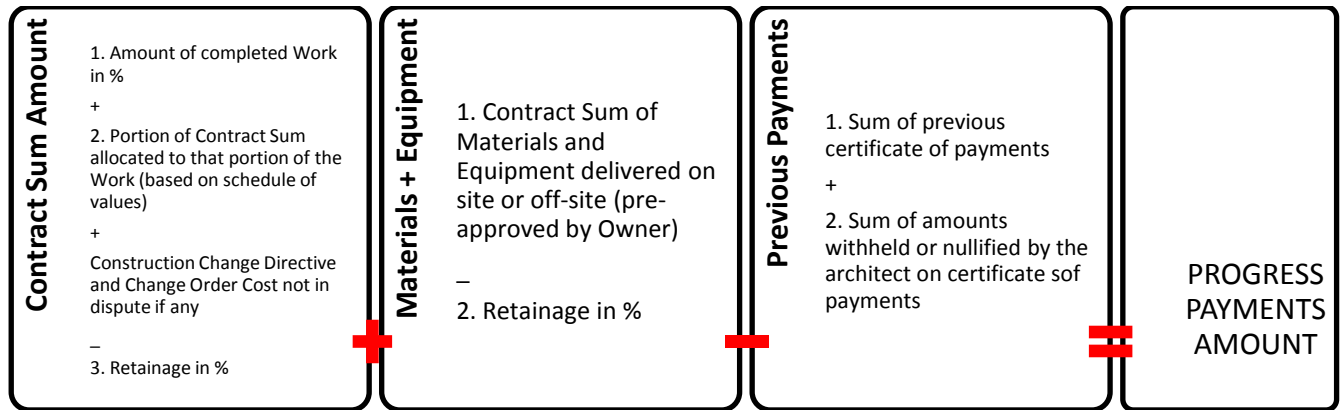 Contract Sum Amount
1. Amount of completed Work
in %
+
2. Portion of Contract Sum
allocated to that portion of the
Work (based on schedule of
values)
+
Construction Change Directive
and Change Order Cost not in
dispute if any
_
3. Retainage in %
+
Materials + Equipment
1. Contract Sum of
Materials and
Equipment delivered on
site or off-site (pre-
approved by Owner)
_
2. Retainage in %
−
Previous Payments
1. Sum of previous
certificate of payments
+
2. Sum of amounts
withheld or nullified by the
architect on certificate sof
payments
=
PROGRESS
PAYMENTS
AMOUNT